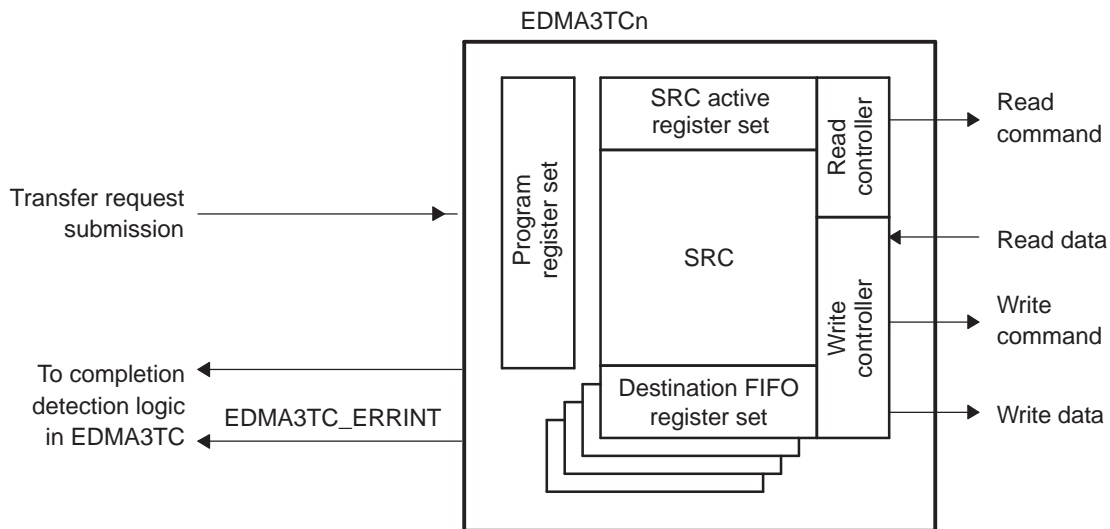 EDMA3TCn
SRC active
register set
Read
controller
Read
command
Program
register set
Transfer request
submission
SRC
Read data
Write
controller
Write
command
To completion
detection logic
in EDMA3TC
EDMA3TC_ERRINT
Destination FIFO
register set
Write data